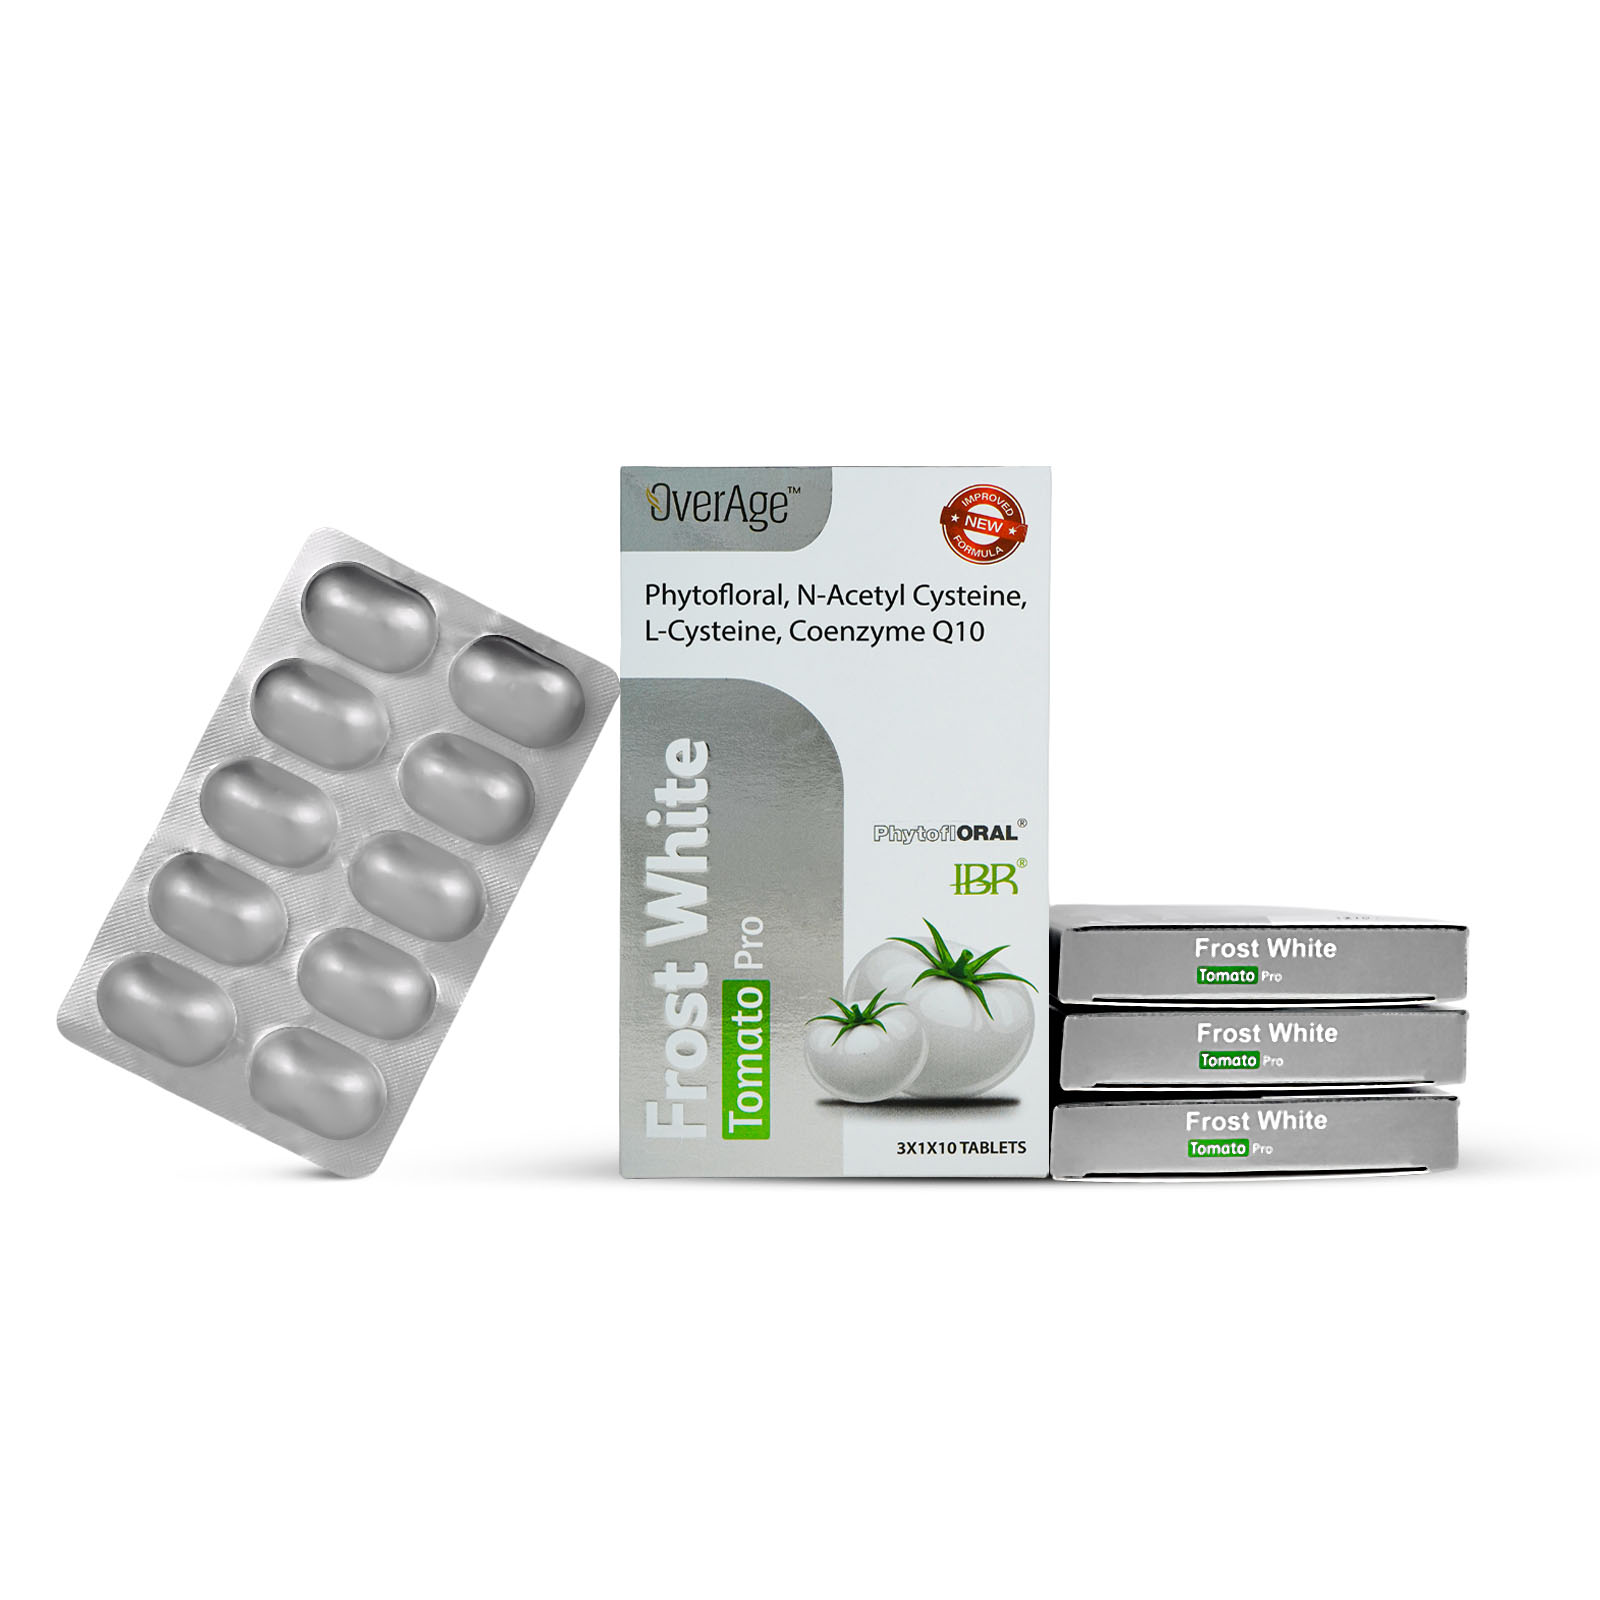 OverAge™
IMPROVED
NEW
FORMULA
Phytofloral, N-Acetyl Cysteine,
L-Cysteine, Coenzyme Q10
Frost White
Tomato Pro
PhytoflORAL®
IBR®
3X1X10 TABLETS
Frost White
Tomato Pro
Frost White
Tomato Pro
Frost White
Tomato Pro